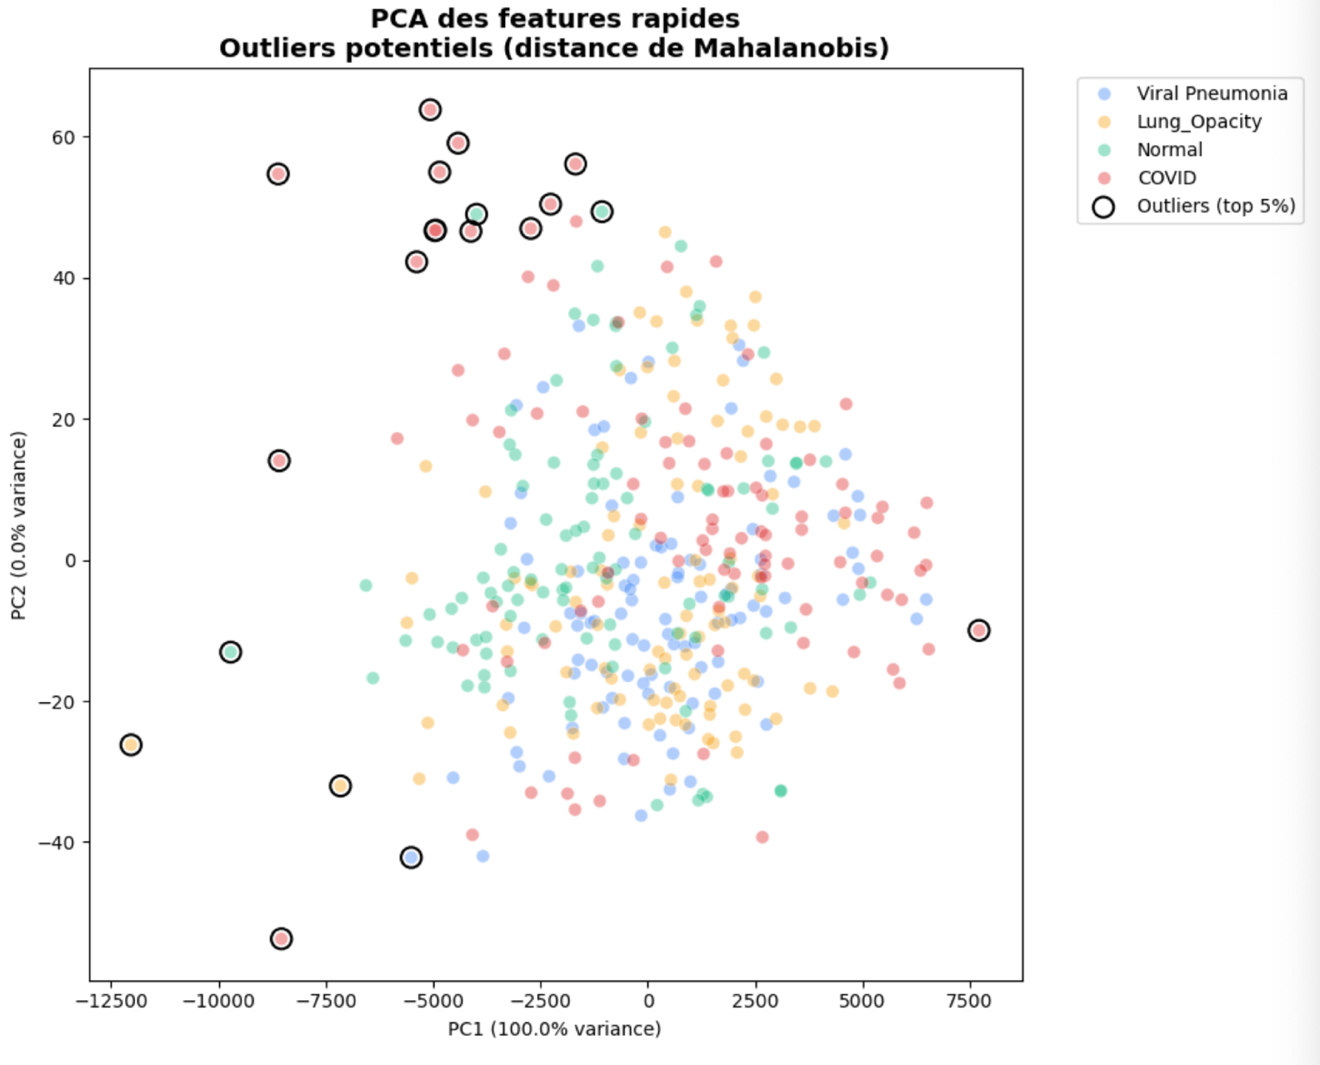 PCA des features rapides
Outliers potentiels (distance de Mahalanobis)
Viral Pneumonia
Lung_Opacity
Normal
COVID
Outliers (top 5%)
60
40
20
0
−20
−40
PC2 (0.0% variance)
−12500 −10000 −7500 −5000 −2500 0 2500 5000 7500
PC1 (100.0% variance)